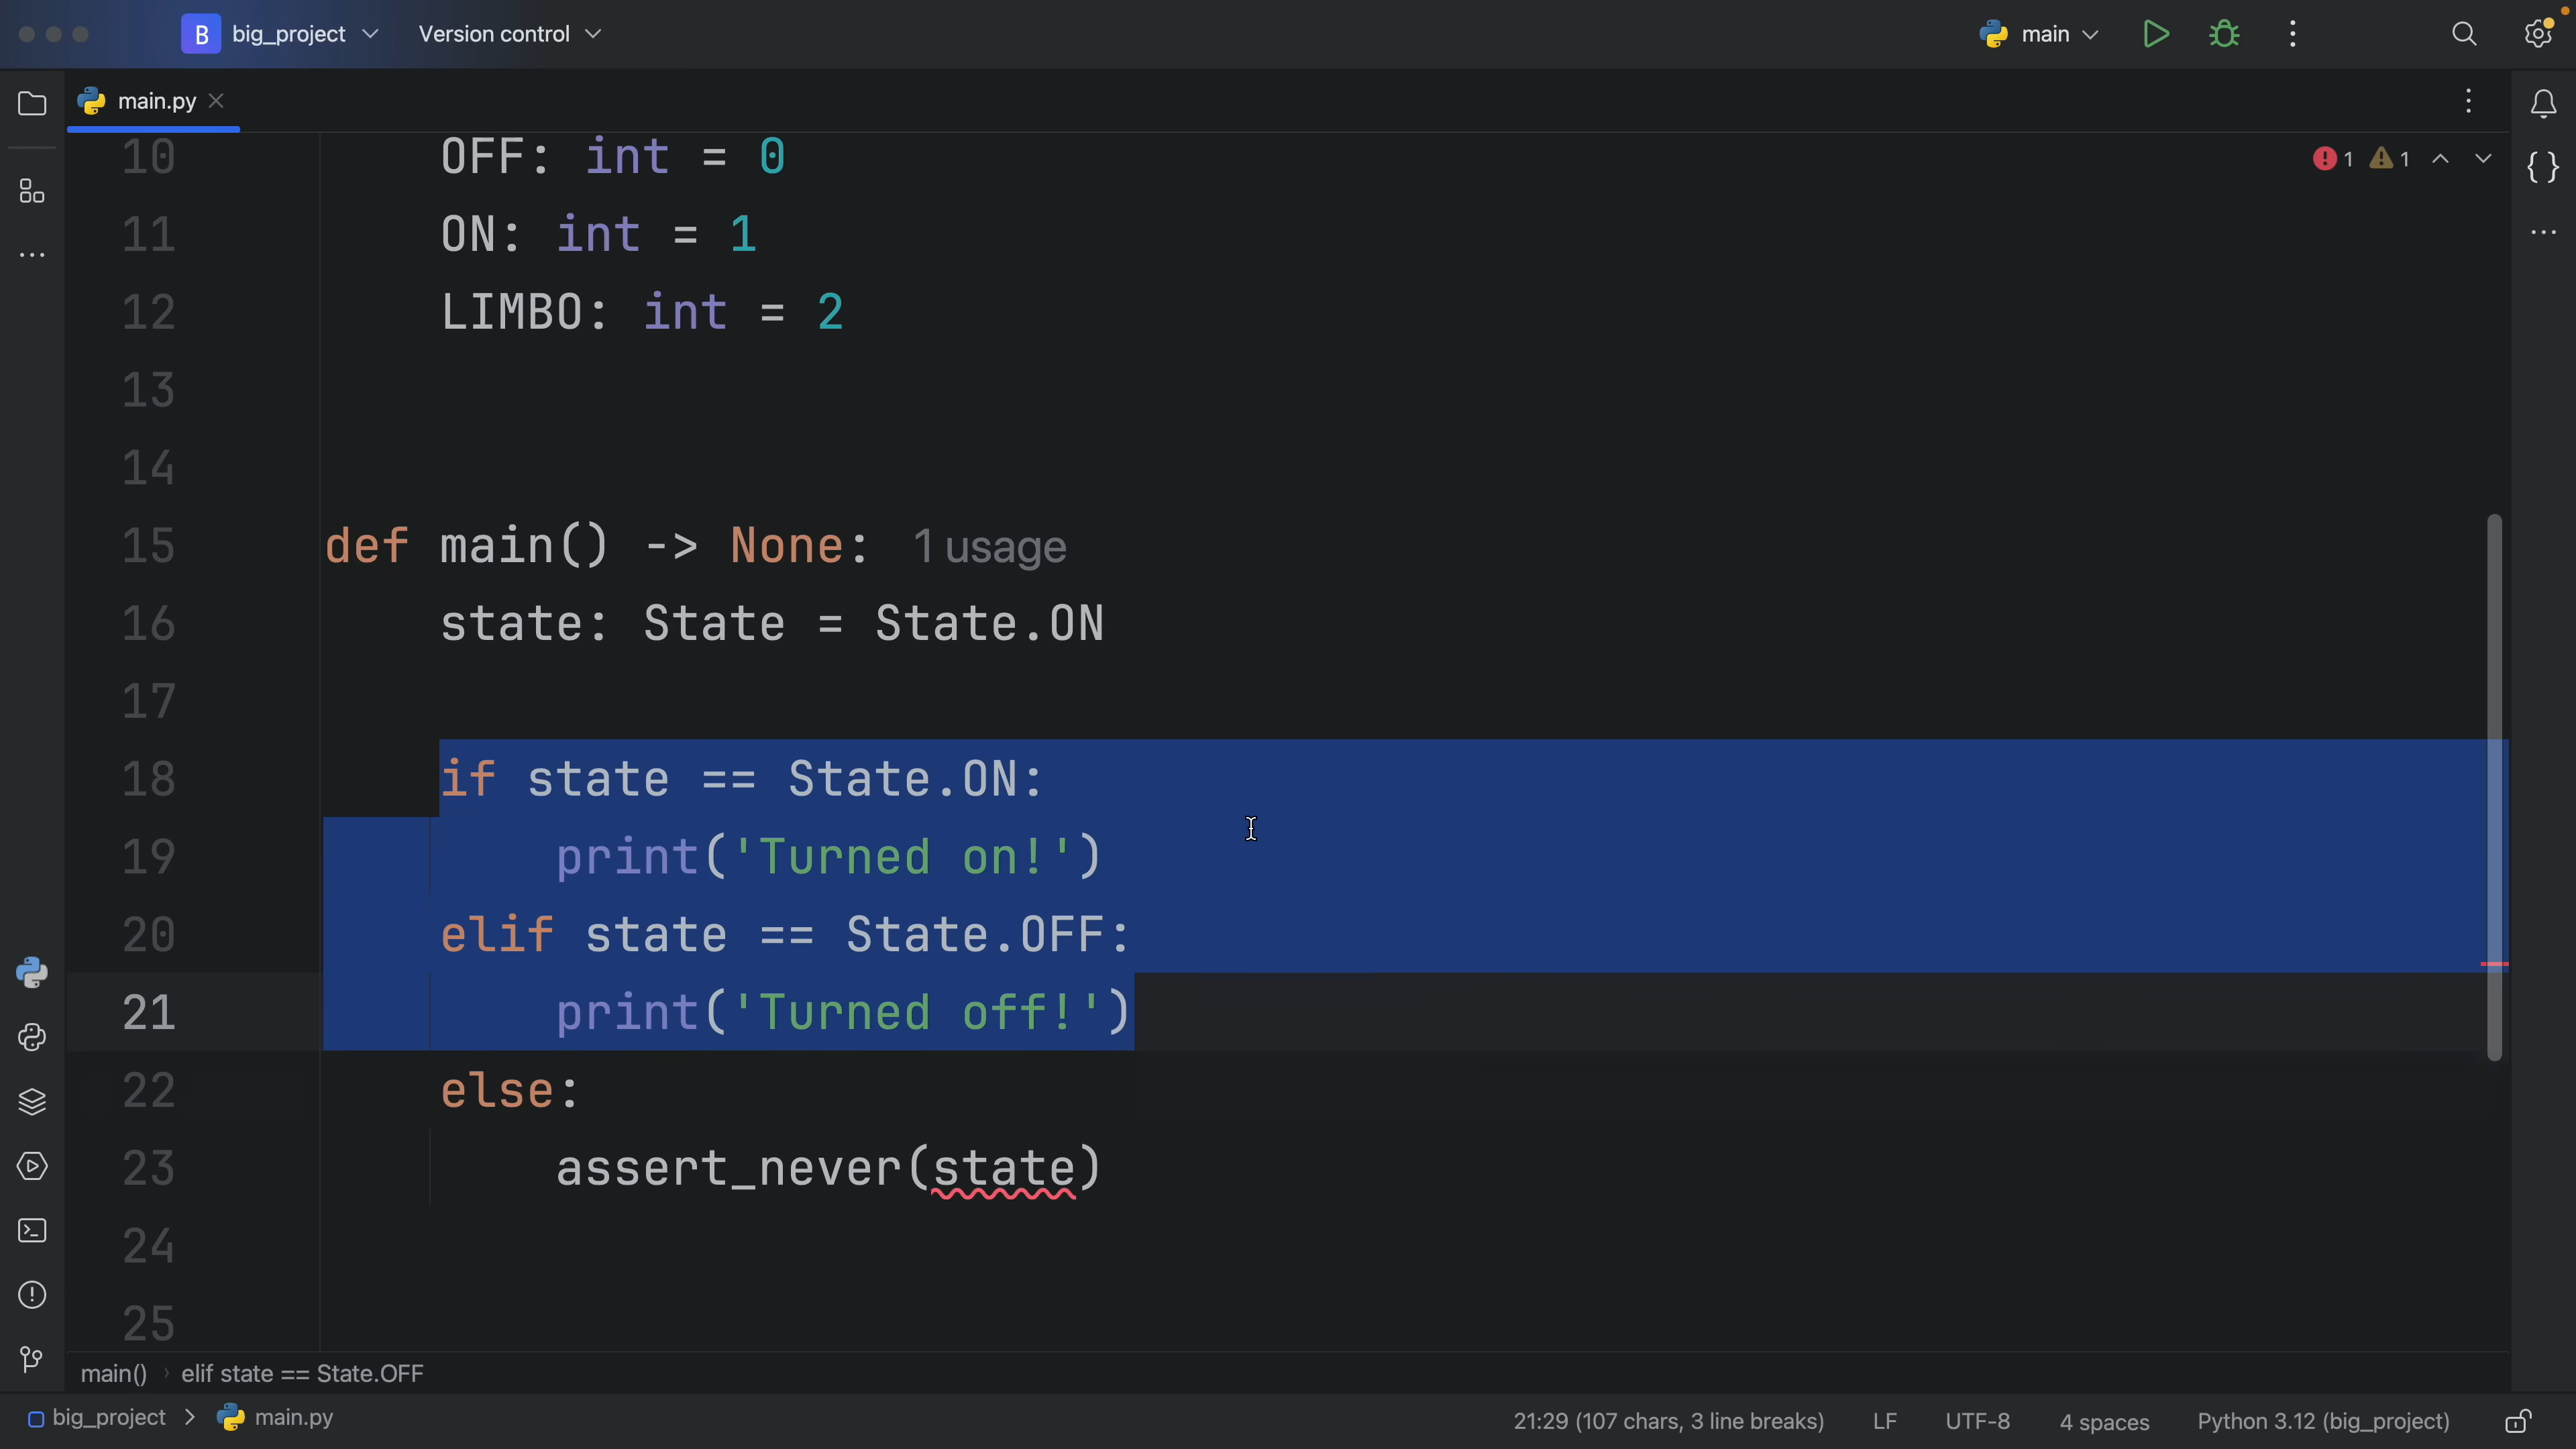 B big_project Version control main
main.py
10 OFF: int = 0
1 1
11 ON: int = 1
12 LIMBO: int = 2
13
14
15 def main() -> None: 1 usage
16 state: State = State.ON
17
18 if state == State.ON:
19 print('Turned on!')
20 elif state == State.OFF:
21 print('Turned off!')
22 else:
23 assert_never(state)
24
25
main() › elif state == State.OFF
big_project > main.py 21:29 (107 chars, 3 line breaks) LF UTF-8 4 spaces Python 3.12 (big_project)